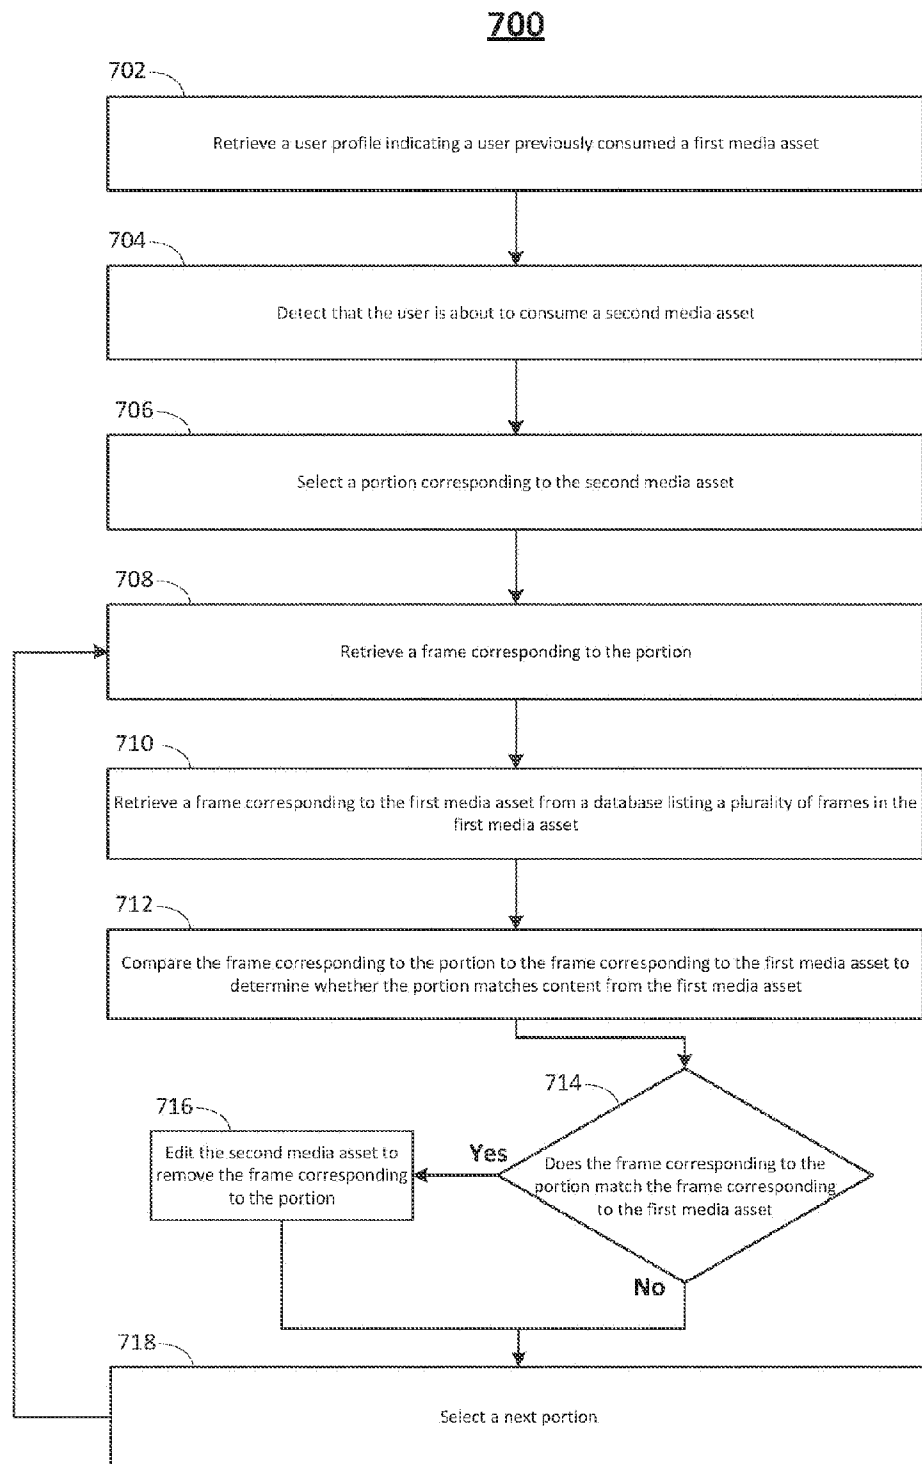 700
702
Retrieve a user profile indicating a user previously consumed a first media asset
704
Detect that the user is about to consume a second media asset
706
Select a portion corresponding to the second media asset
708
Retrieve a frame corresponding to the portion
710
Retrieve a frame corresponding to the first media asset from a database listing a plurality of frames in the
first media asset
712
Compare the frame corresponding to the portion to the frame corresponding to the first media asset to
determine whether the portion matches content from the first media asset
714
Does the frame corresponding to the
portion match the frame corresponding
to the first media asset
Yes
No
716
Edit the second media asset to
remove the frame corresponding
to the portion
718
Select a next portion